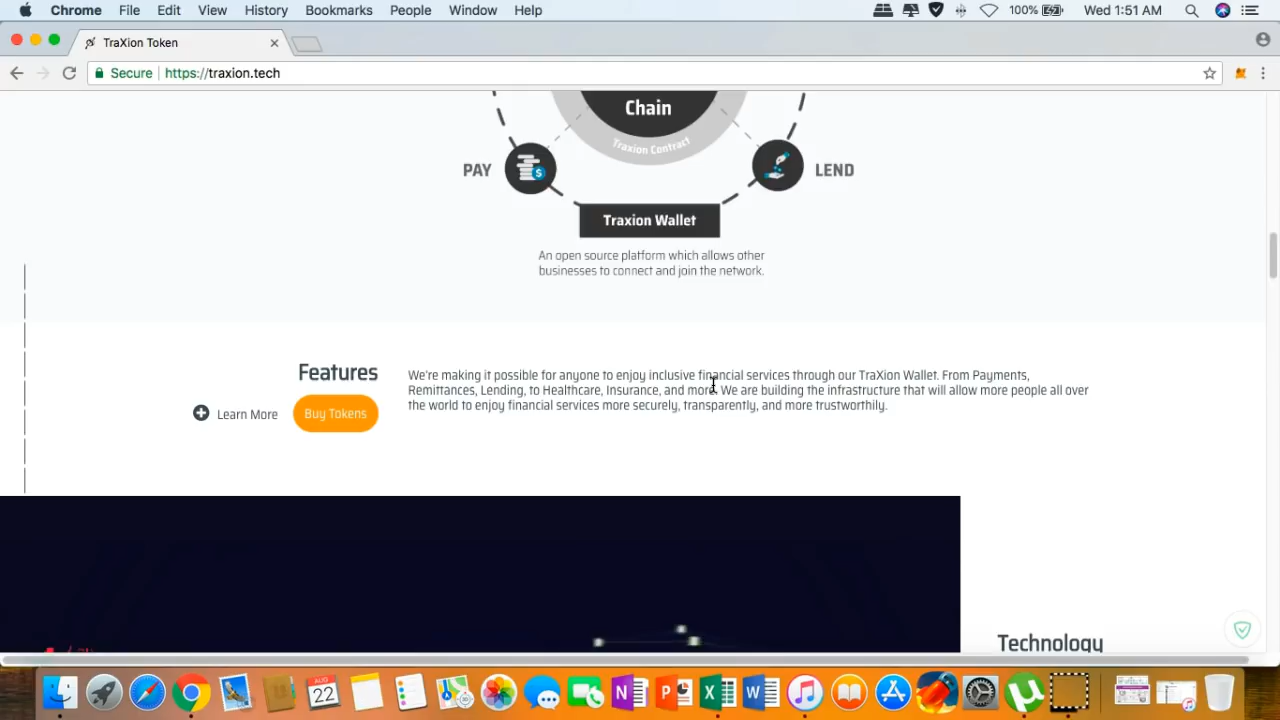 Chrome File Edit View History Bookmarks People Window Help 100% Wed 1:51 AM
TraXion Token
Secure https://traxion.tech
Chain
Traxion Contract
PAY
LEND
Traxion Wallet
An open source platform which allows other
businesses to connect and join the network.
Features
We're making it possible for anyone to enjoy inclusive financial services through our TraXion Wallet. From Payments,
Remittances, Lending, to Healthcare, Insurance, and more. We are building the infrastructure that will allow more people all over
the world to enjoy financial services more securely, transparently, and more trustworthily.
Learn More
Buy Tokens
Technology
AUG
22